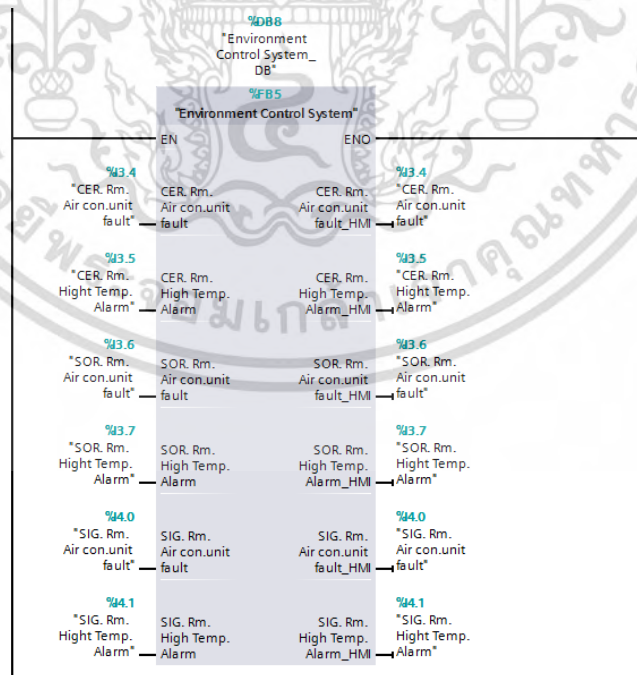 %DB8
"Environment
Control System_
DB"
%FB5
"Environment Control System"
EN ENO
%I3.4
"CER. Rm.
Air con.unit
fault"
CER. Rm.
Air con.unit
fault
CER. Rm.
Air con.unit
fault_HMI
%I3.4
"CER. Rm.
Air con.unit
fault"
%I3.5
"CER. Rm.
Hight Temp.
Alarm"
CER. Rm.
High Temp.
Alarm
CER. Rm.
High Temp.
Alarm_HMI
%I3.5
"CER. Rm.
Hight Temp.
Alarm"
%I3.6
"SOR. Rm.
Air con.unit
fault"
SOR. Rm.
Air con.unit
fault
SOR. Rm.
Air con.unit
fault_HMI
%I3.6
"SOR. Rm.
Air con.unit
fault"
%I3.7
"SOR. Rm.
Hight Temp.
Alarm"
SOR. Rm.
High Temp.
Alarm
SOR. Rm.
High Temp.
Alarm_HMI
%I3.7
"SOR. Rm.
Hight Temp.
Alarm"
%I4.0
"SIG. Rm.
Air con.unit
fault"
SIG. Rm.
Air con.unit
fault
SIG. Rm.
Air con.unit
fault_HMI
%I4.0
"SIG. Rm.
Air con.unit
fault"
%I4.1
"SIG. Rm.
Hight Temp.
Alarm"
SIG. Rm.
High Temp.
Alarm
SIG. Rm.
High Temp.
Alarm_HMI
%I4.1
"SIG. Rm.
Hight Temp.
Alarm"